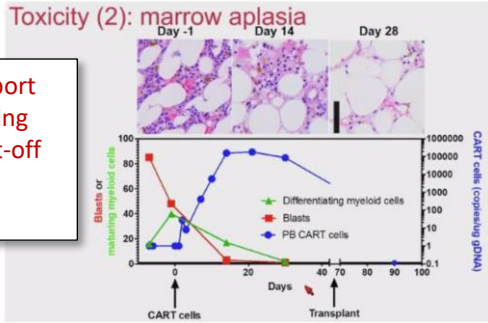 Toxicity (2): marrow aplasia
Day -1
Day 14
Day 28
port
ing
-off
Blasts or
maturing myeloid cells
100
80
60
40
20
0
Differentiating myeloid cells
Blasts
PB CART cells
1000000
100000
10000
1000
100
10
1
0.1
CART cells (copies/ug gDNA)
0
20
40
70
80
90
100
Days
CART cells
Transplant